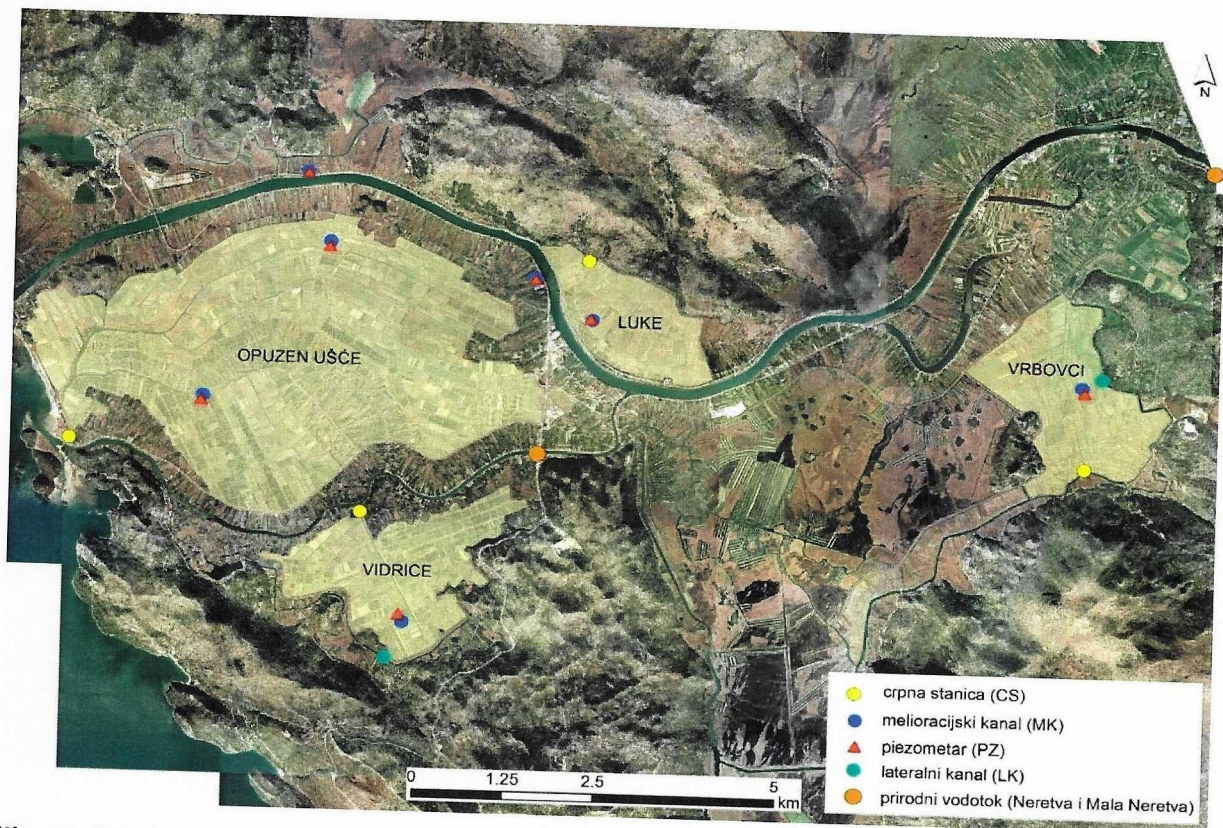 N
LUKE
OPUZEN UŠĆE
VRBOVCI
VIDRICE
crpna stanica (CS)
melioracijski kanal (MK)
piezometar (PZ)
lateralni kanal (LK)
prirodni vodotok (Neretva i Mala Neretva)
0 1.25 2.5 5
km